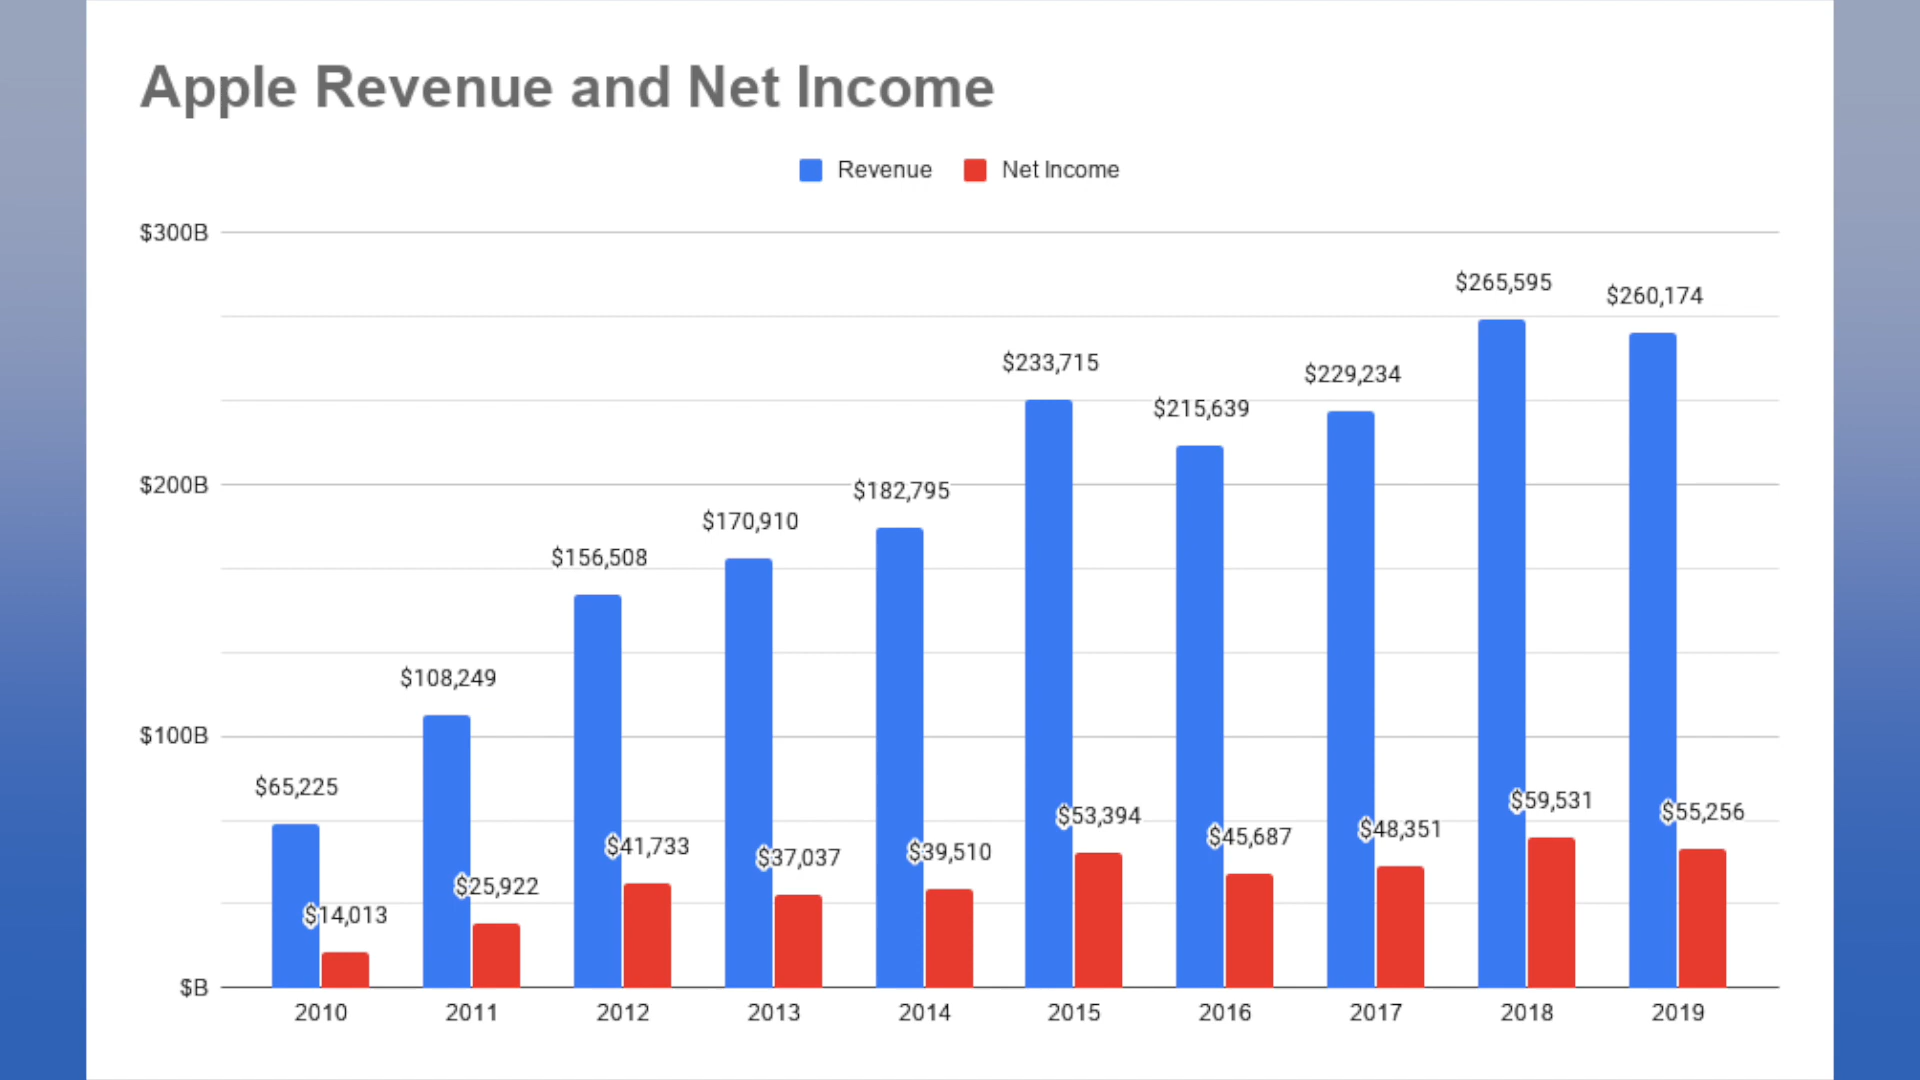 Apple Revenue and Net Income
Revenue Net Income
$300B
$200B
$100B
$B
$65,225
$14,013
$108,249
$25,922
$156,508
$41,733
$170,910
$37,037
$182,795
$39,510
$233,715
$53,394
$215,639
$45,687
$229,234
$48,351
$265,595
$59,531
$260,174
$55,256
2010 2011 2012 2013 2014 2015 2016 2017 2018 2019